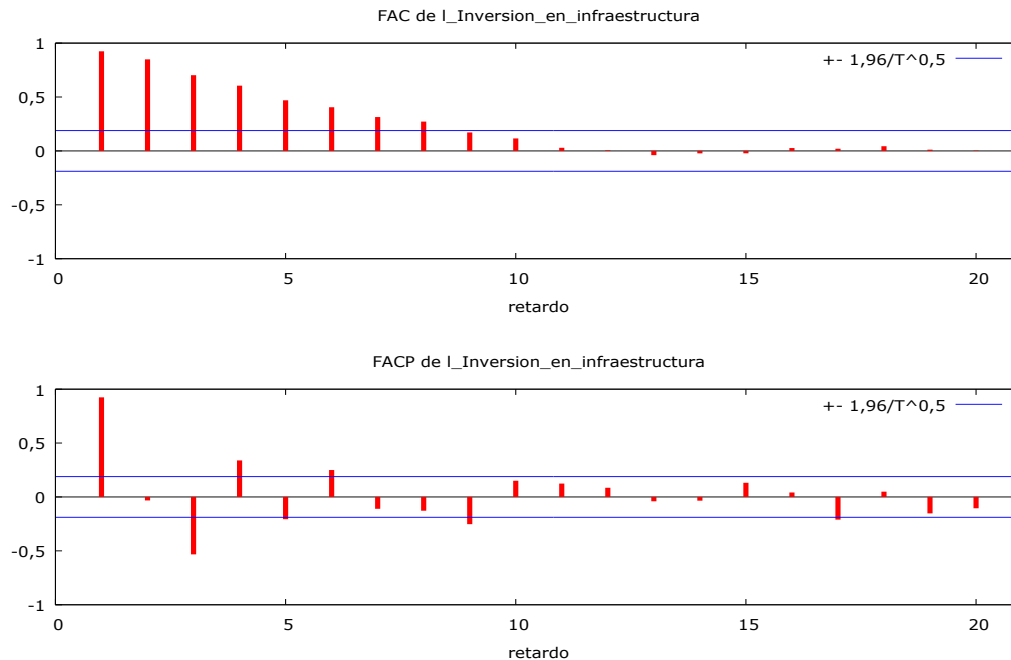 FAC de l_Inversion_en_infraestructura
+- 1,96/T^0,5
1
0,5
0
-0,5
-1
0 5 10 15 20
retardo
FACP de l_Inversion_en_infraestructura
+- 1,96/T^0,5
1
0,5
0
-0,5
-1
0 5 10 15 20
retardo